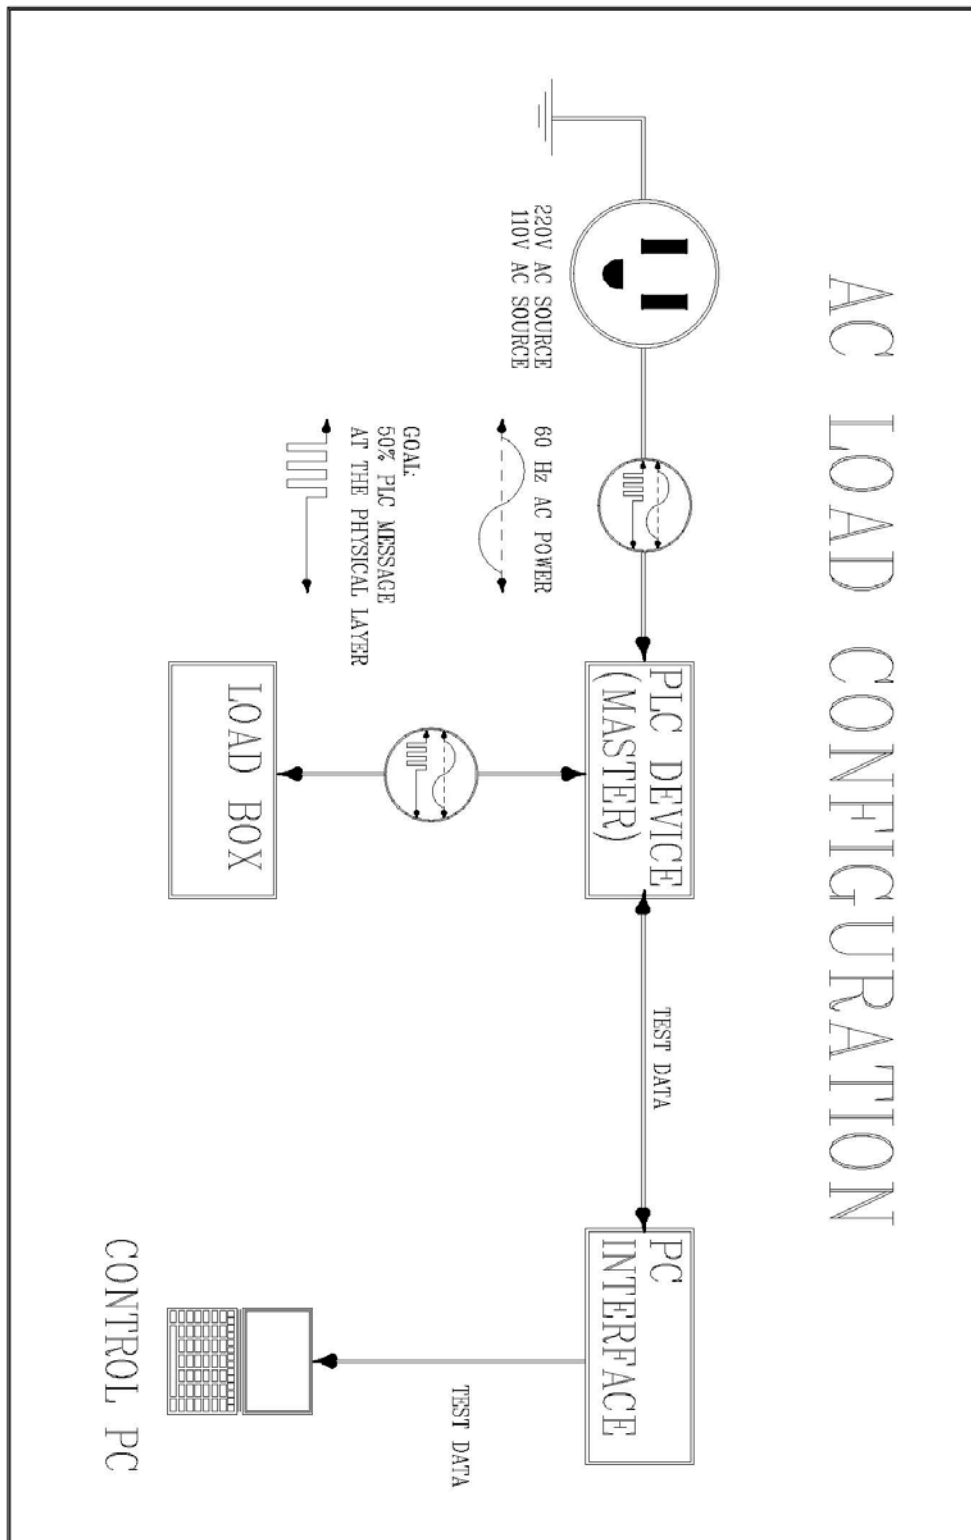 AC LOAD CONFIGURATION
220V AC SOURCE
110V AC SOURCE
60 Hz AC POWER
GOAL:
50% PLC MESSAGE
AT THE PHYSICAL LAYER
PLC DEVICE
(MASTER)
LOAD BOX
TEST DATA
PC
INTERFACE
TEST DATA
CONTROL PC